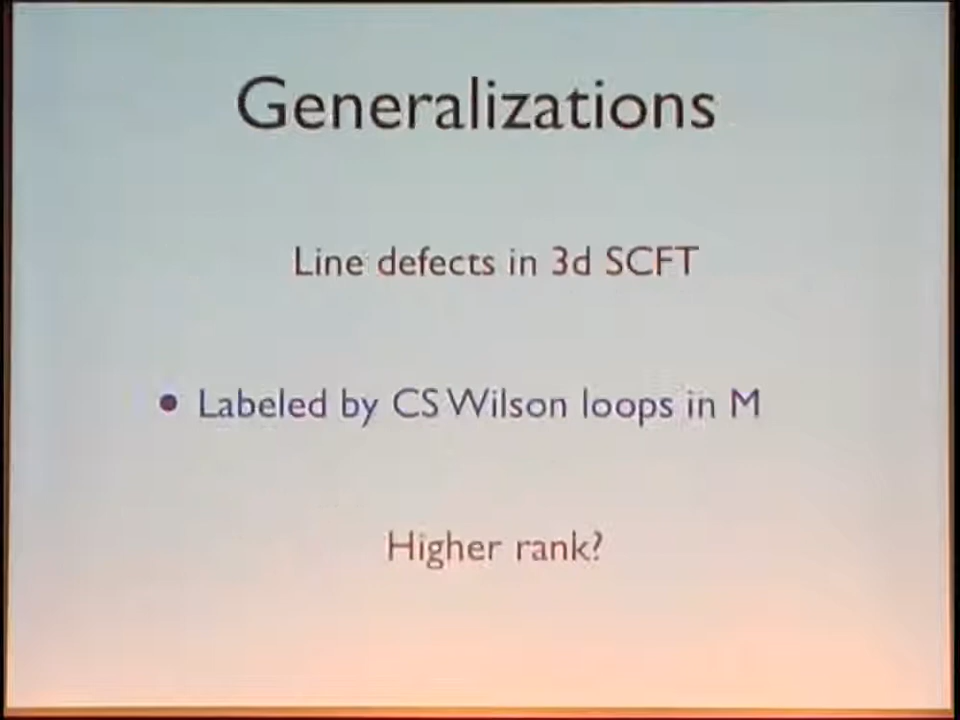 Generalizations
Line defects in 3d SCFT
• Labeled by CS Wilson loops in M
Higher rank?